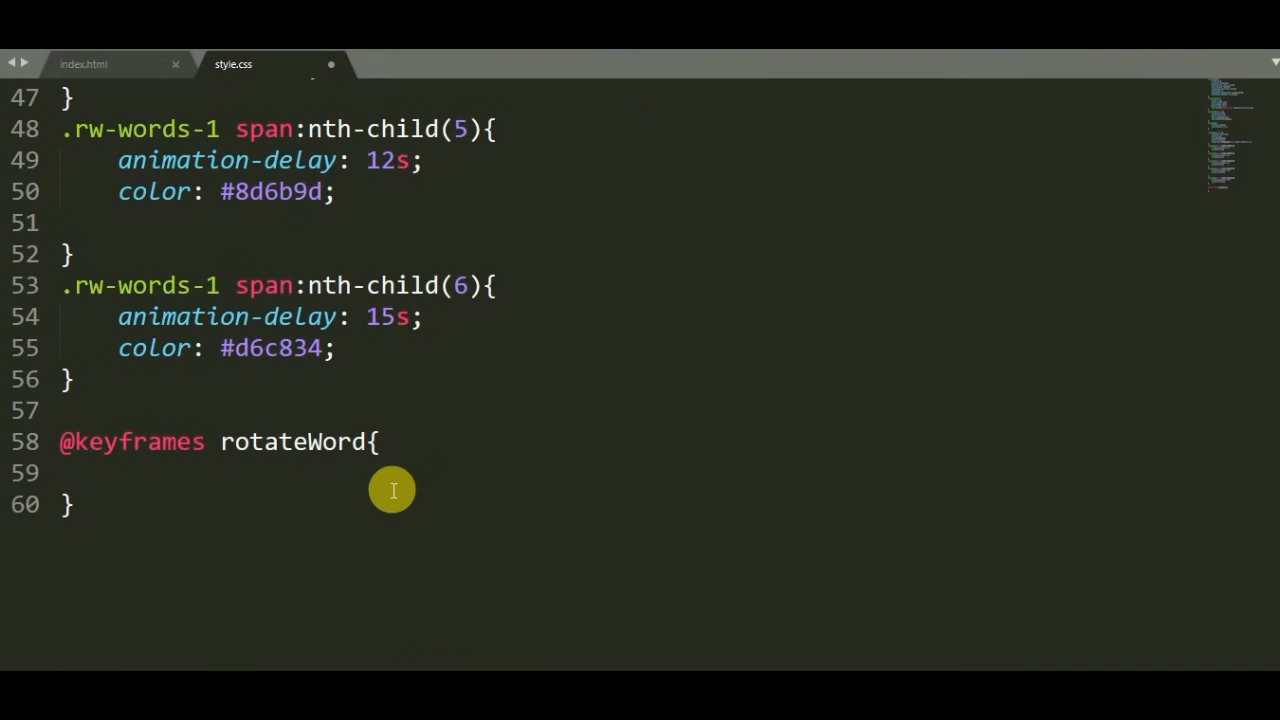 index.html
style.css
47 }
48 .rw-words-1 span:nth-child(5){
49 animation-delay: 12s;
50 color: #8d6b9d;
51
52 }
53 .rw-words-1 span:nth-child(6){
54 animation-delay: 15s;
55 color: #d6c834;
56 }
57
58 @keyframes rotateWord{
59
60 }